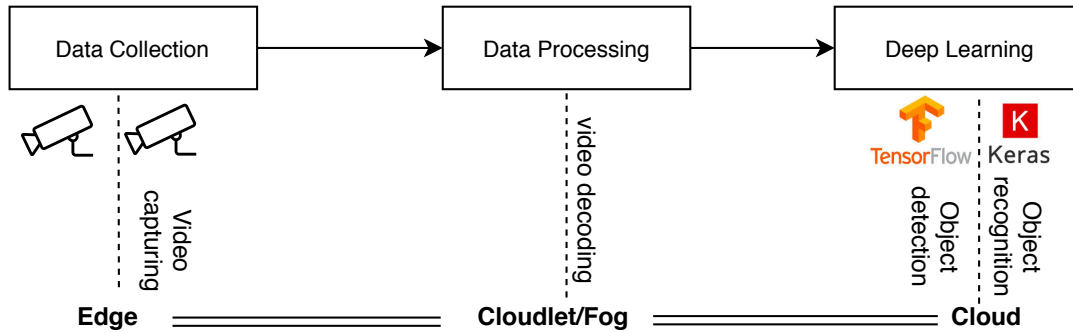 Data Collection
Data Processing
Deep Learning
TensorFlow
K
Keras
Video
capturing
video decoding
Object
detection
Object
recognition
Edge
Cloudlet/Fog
Cloud